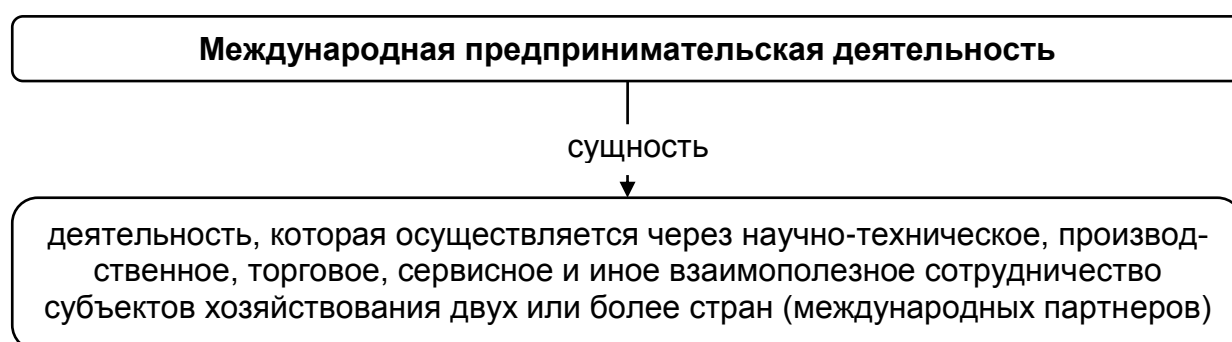 Международная предпринимательская деятельность
сущность
деятельность, которая осуществляется через научно-техническое, производ-
ственное, торговое, сервисное и иное взаимополезное сотрудничество
субъектов хозяйствования двух или более стран (международных партнеров)